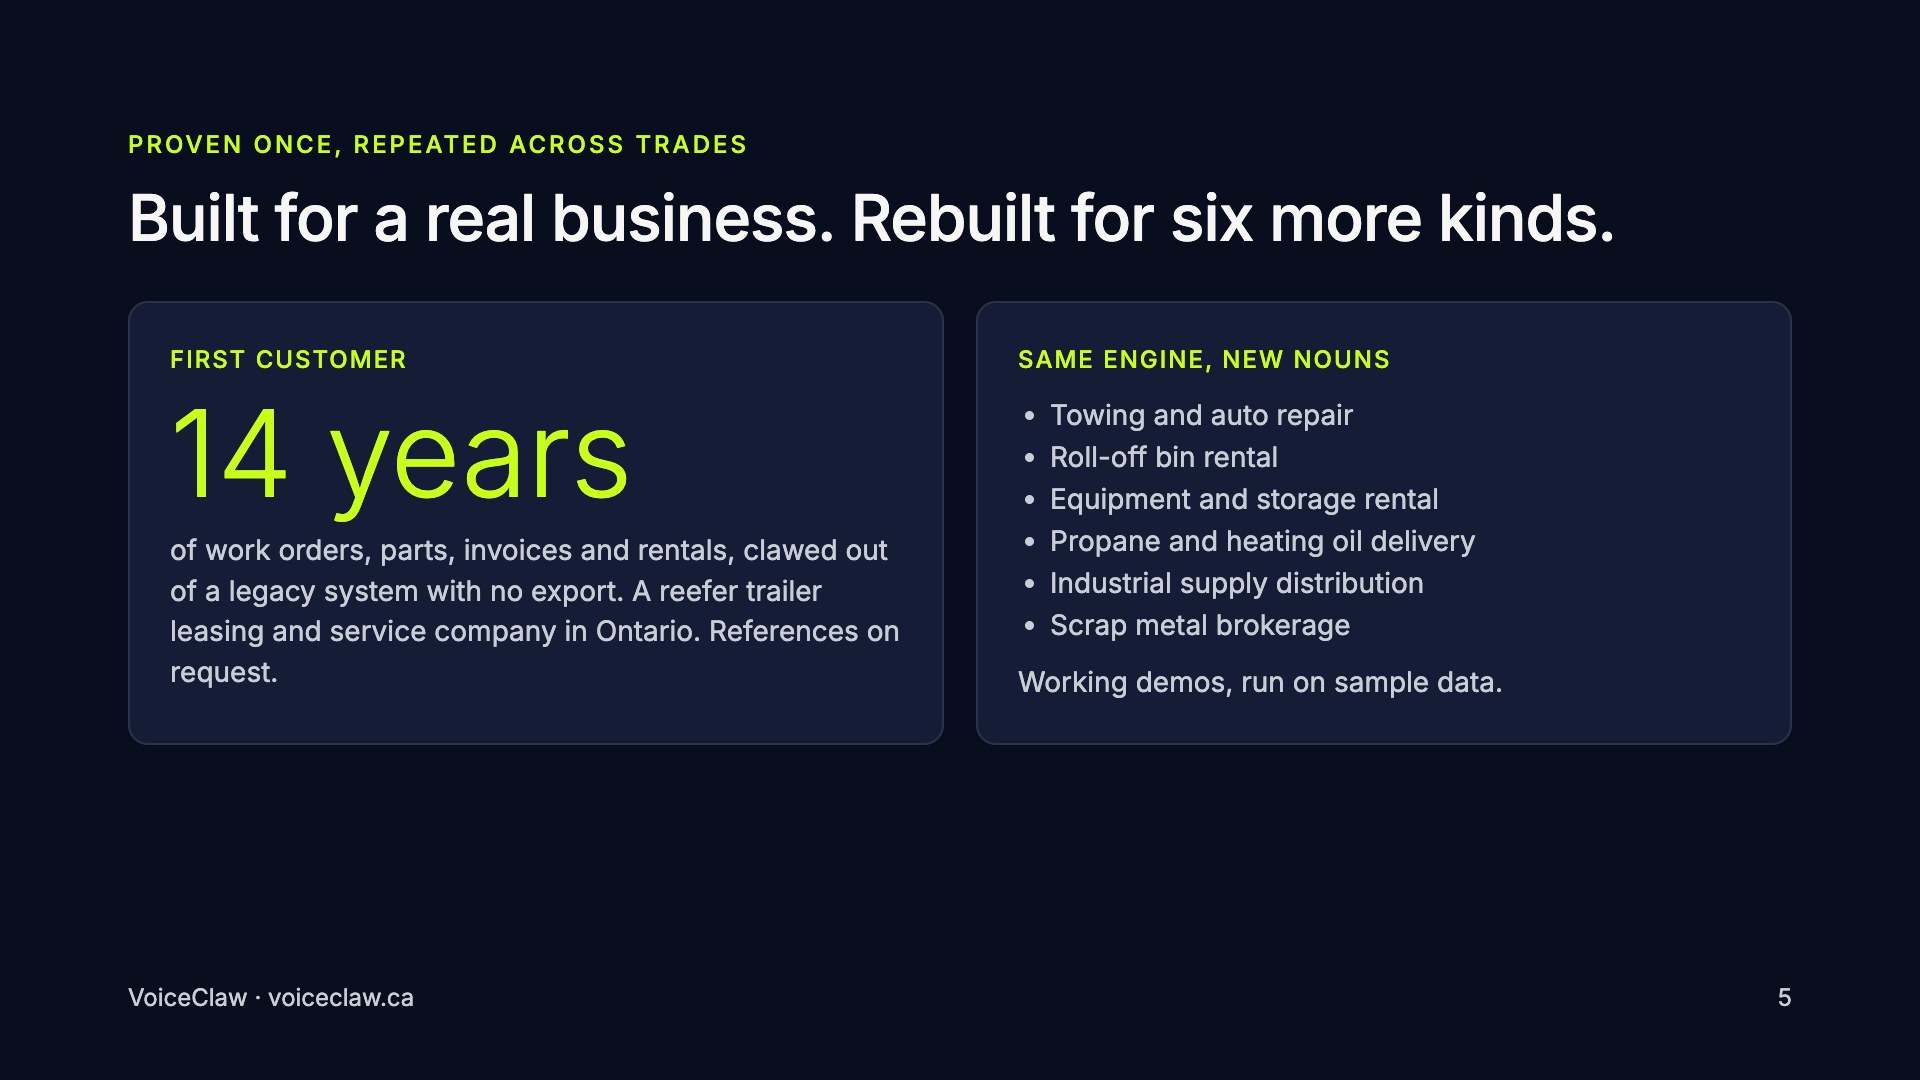 PROVEN ONCE, REPEATED ACROSS TRADES
Built for a real business. Rebuilt for six more kinds.
FIRST CUSTOMER
14 years
of work orders, parts, invoices and rentals, clawed out
of a legacy system with no export. A reefer trailer
leasing and service company in Ontario. References on
request.
SAME ENGINE, NEW NOUNS
• Towing and auto repair
• Roll-off bin rental
• Equipment and storage rental
• Propane and heating oil delivery
• Industrial supply distribution
• Scrap metal brokerage
Working demos, run on sample data.
VoiceClaw · voiceclaw.ca
5